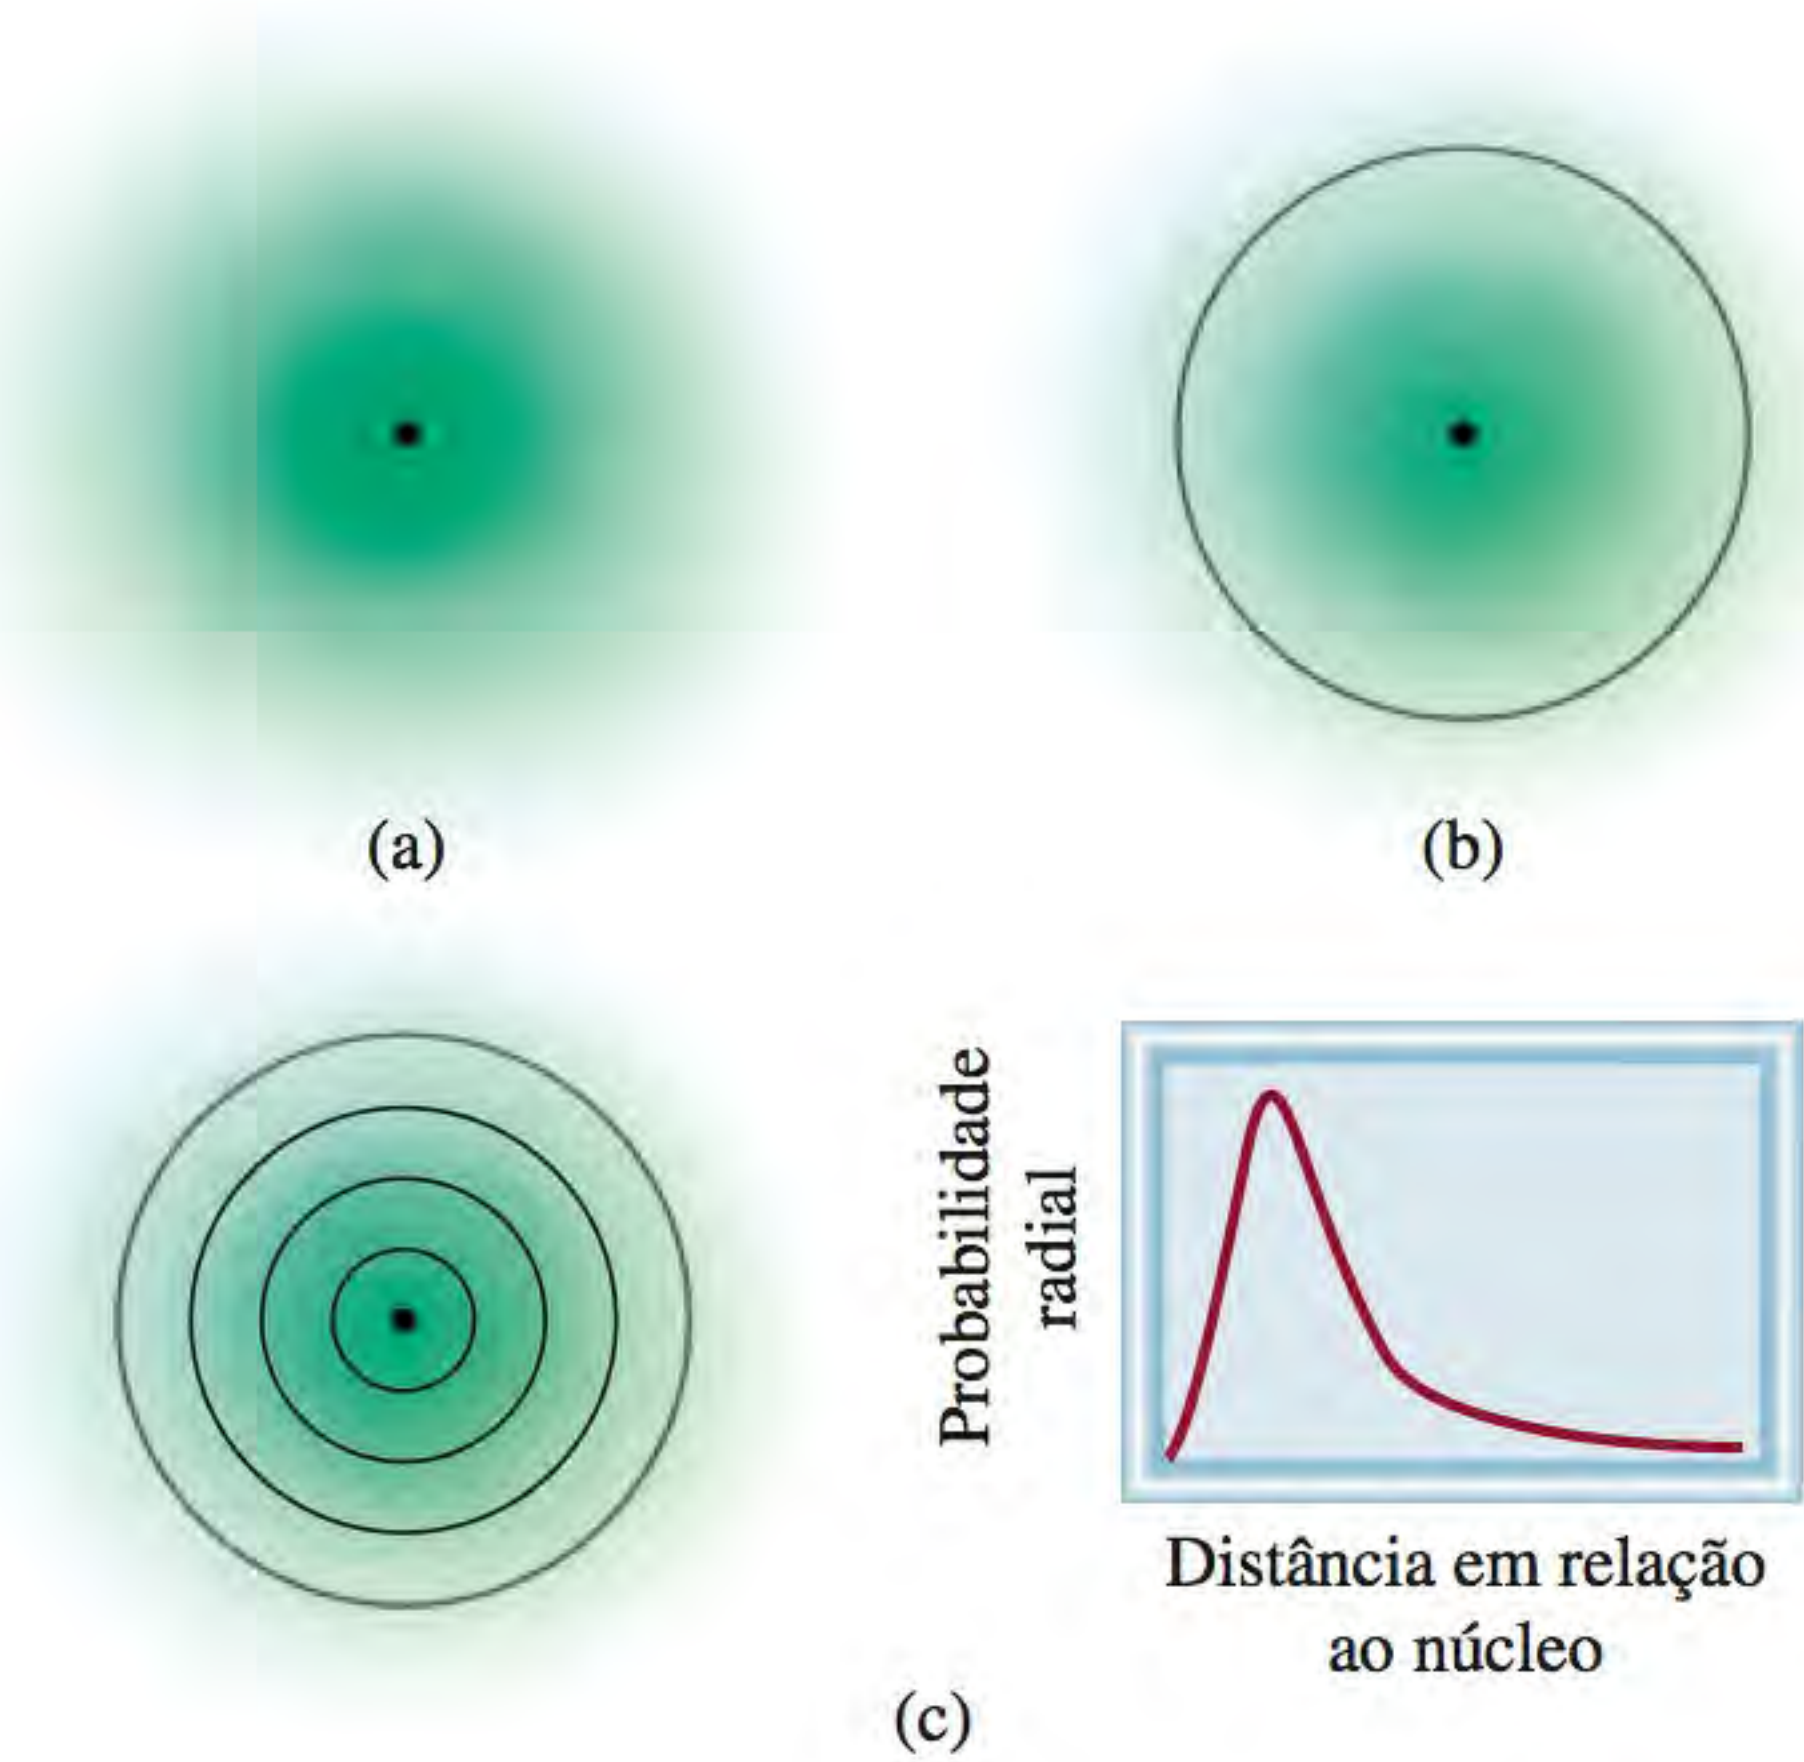 (a)
(b)
Probabilidade
radial
Distância em relação
ao núcleo
(c)